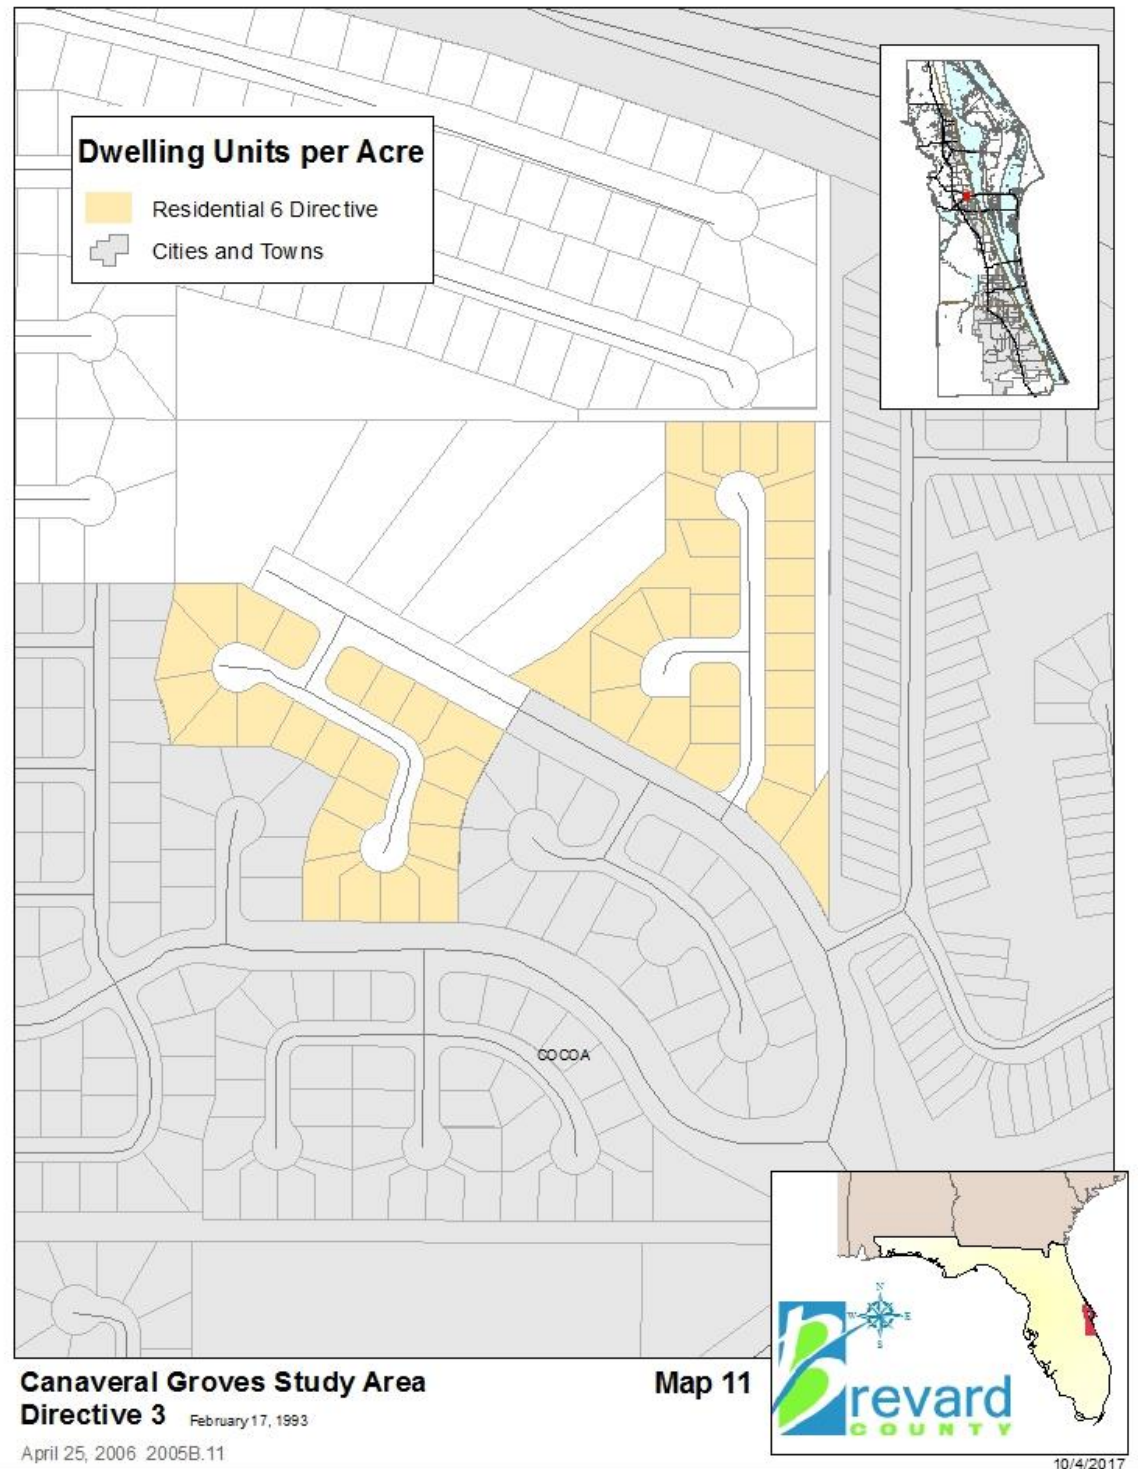 Dwelling Units per Acre
Residential 6 Directive
Cities and Towns
COCOA
N
W E
S
Brevard
COUNTY
Canaveral Groves Study Area
Map 11
Directive 3 February 17, 1993
April 25, 2006 2005B.11
10/4/2017